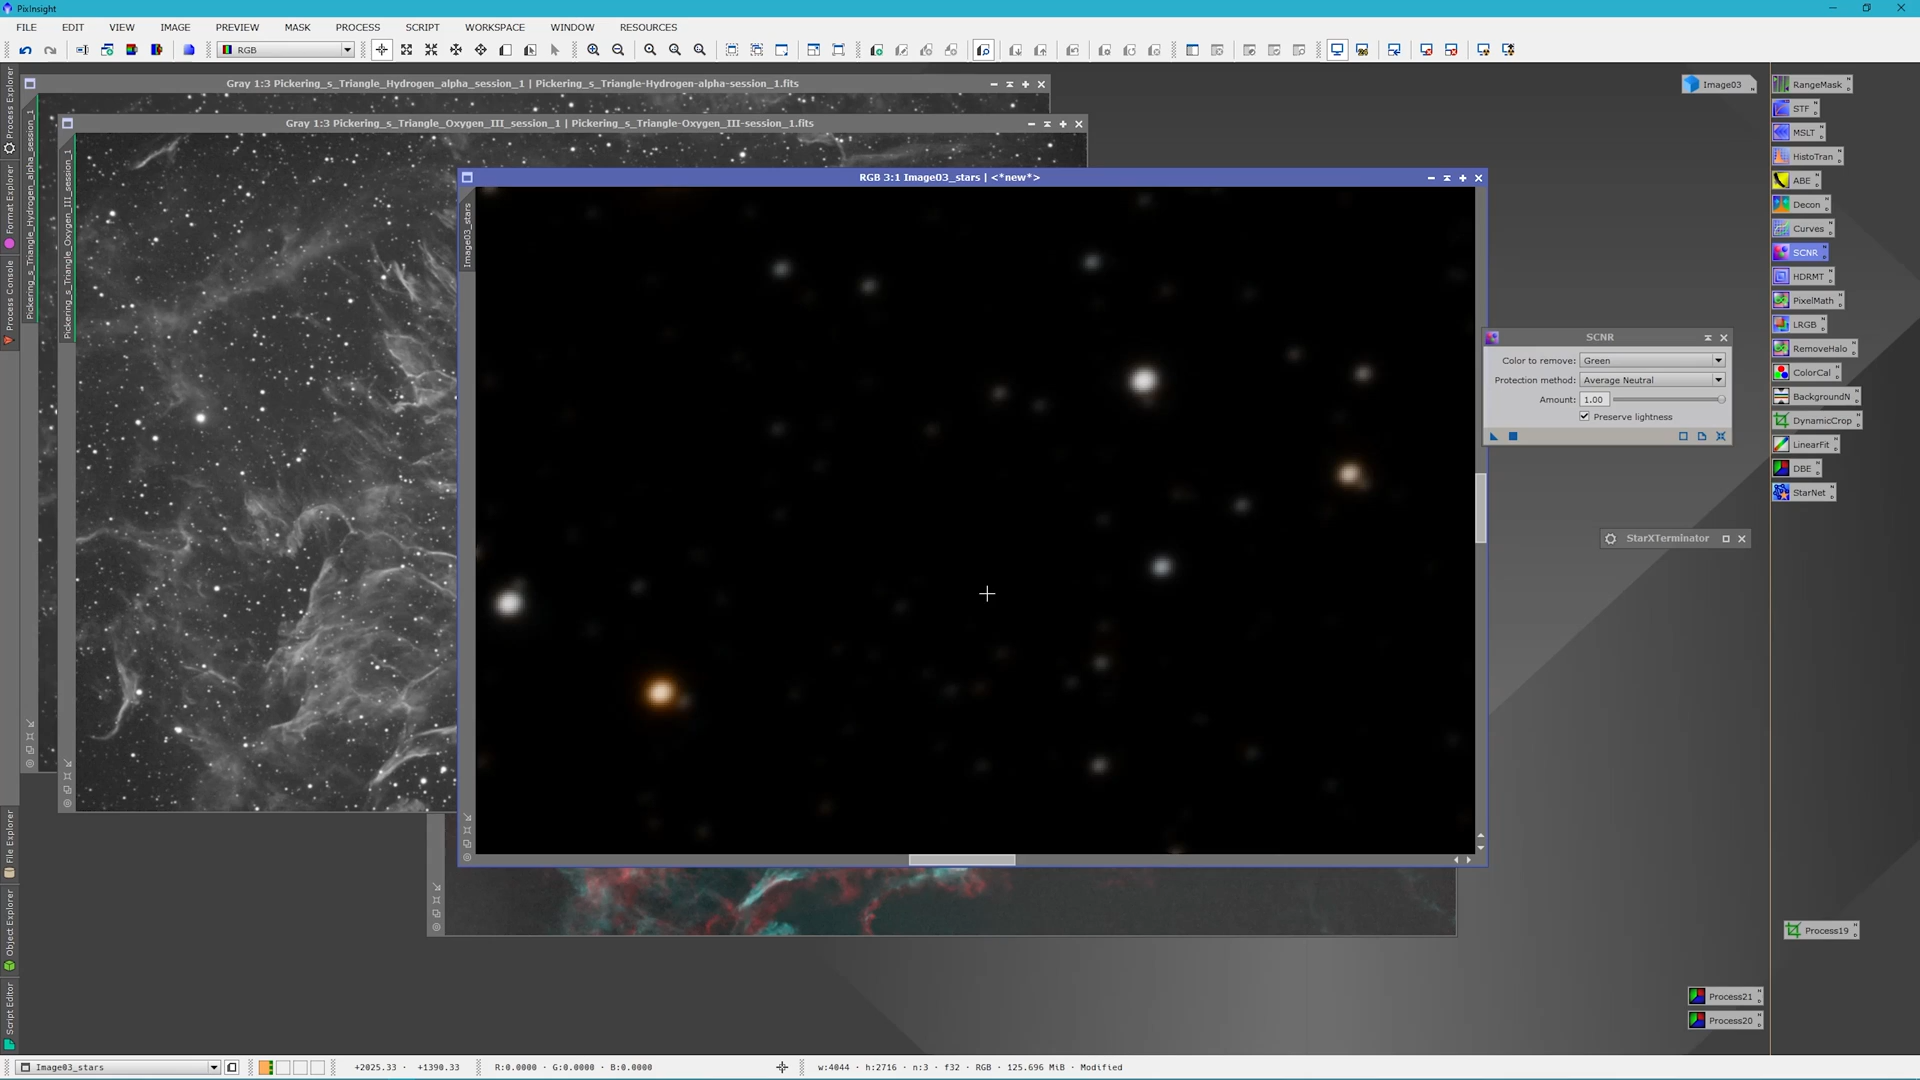 PixInsight
FILE EDIT VIEW IMAGE PREVIEW MASK PROCESS SCRIPT WORKSPACE WINDOW RESOURCES
RGB
Gray 1:3 Pickering_s_Triangle_Hydrogen_alpha_session_1 | Pickering_s_Triangle-Hydrogen-alpha-session_1.fits
Gray 1:3 Pickering_s_Triangle_Oxygen_III_session_1 | Pickering_s_Triangle-Oxygen_III-session_1.fits
RGB 3:1 Image03_stars | <*new*>
Process Explorer
Format Explorer
Process Console
File Explorer
Object Explorer
Script Editor
Pickering_s_Triangle_Hydrogen_alpha_session_1
Pickering_s_Triangle_Oxygen_III_session_1
Image03_stars
Image03
RangeMask
STF
MSLT
HistoTran
ABE
Decon
Curves
SCNR
HDRMT
PixelMath
LRGB
RemoveHalo
ColorCal
BackgroundN
DynamicCrop
LinearFit
DBE
StarNet
SCNR
Color to remove: Green
Protection method: Average Neutral
Amount: 1.00
Preserve lightness
StarXTerminator
Process19
Process21
Process20
Image03_stars
+2025.33 · +1390.33
R:0.0000 · G:0.0000 · B:0.0000
w:4044 · h:2716 · n:3 · f32 · RGB · 125.696 MiB · Modified